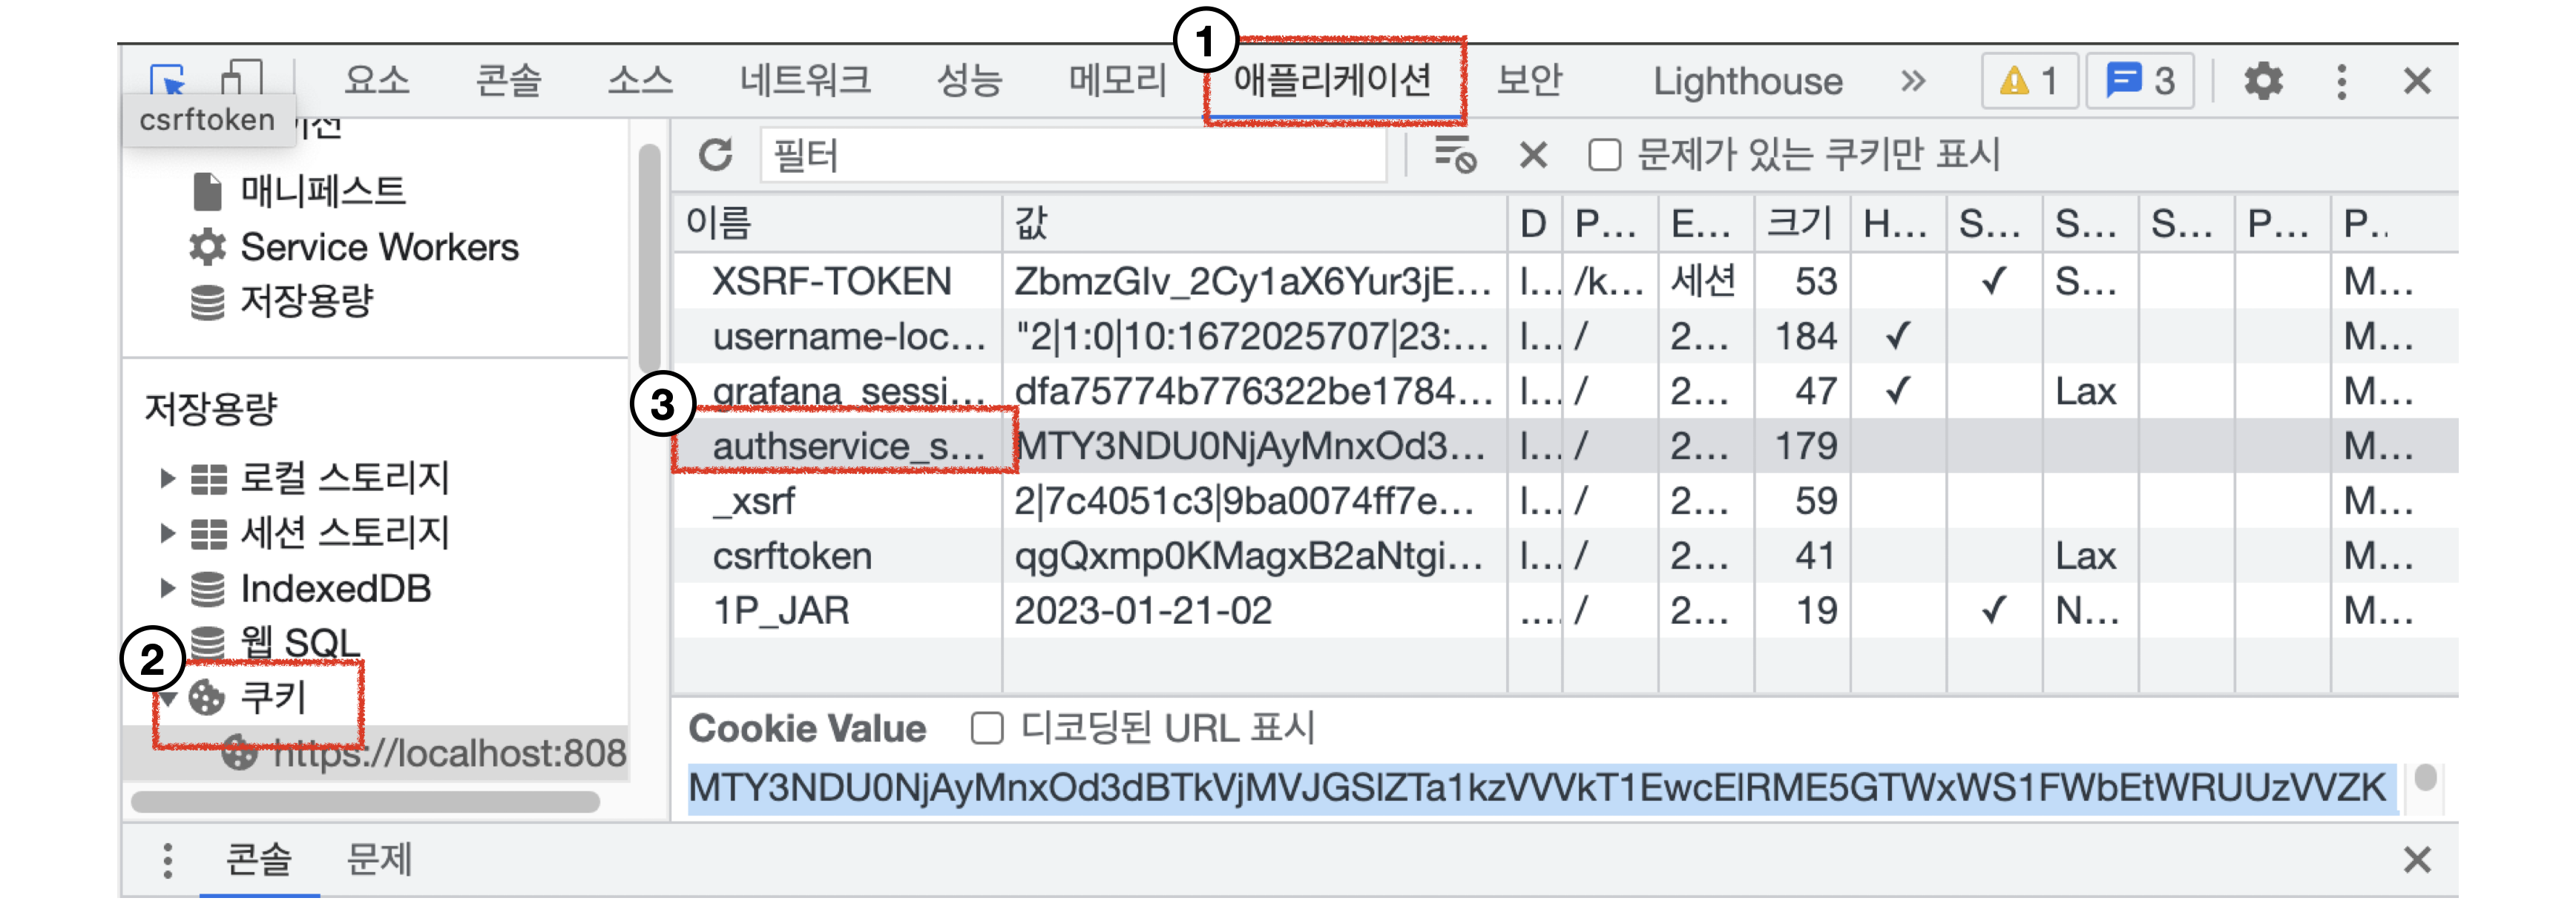 1
요소 콘솔 소스 네트워크 성능 메모리 애플리케이션 보안 Lighthouse » 1 3
csrftoken
매니페스트
Service Workers
저장용량
저장용량
로컬 스토리지
세션 스토리지
IndexedDB
웹 SQL
2
쿠키
https://localhost:808
필터 문제가 있는 쿠키만 표시
이름 값 D P... E... 크기 H... S... S... S... P... P..
XSRF-TOKEN ZbmzGlv_2Cy1aX6Yur3jE... l... /k... 세션 53 ✓ S... M...
username-loc... "2|1:0|10:1672025707|23:... l... / 2... 184 ✓ M...
3
grafana_sessi... dfa75774b776322be1784... l... / 2... 47 ✓ Lax M...
authservice_s... MTY3NDU0NjAyMnxOd3... l... / 2... 179 M...
_xsrf 2|7c4051c3|9ba0074ff7e... l... / 2... 59 M...
csrftoken qgQxmp0KMagxB2aNtgi... l... / 2... 41 Lax M...
1P_JAR 2023-01-21-02 .... / 2... 19 ✓ N... M...
Cookie Value 디코딩된 URL 표시
MTY3NDU0NjAyMnxOd3dBTkVjMVJGSlZTa1kzVVVkT1EwcElRME5GTWxWS1FWbEtWRUUzVVZK
콘솔 문제